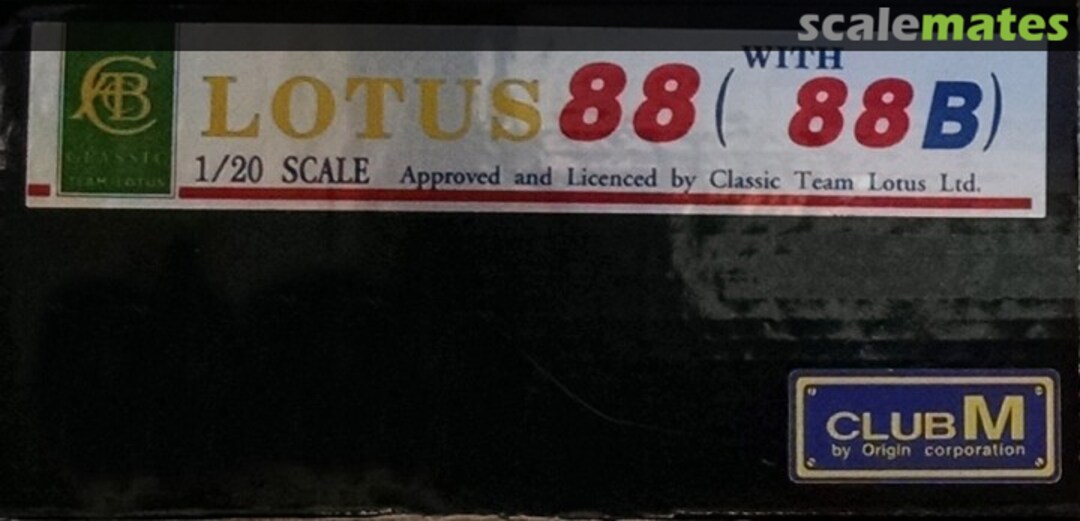 scalemates
WITH
LOTUS 88 ( 88B)
CLASSIC
TEAM LOTUS
1/20 SCALE Approved and Licenced by Classic Team Lotus Ltd.
CLUB M
by Origin corporation